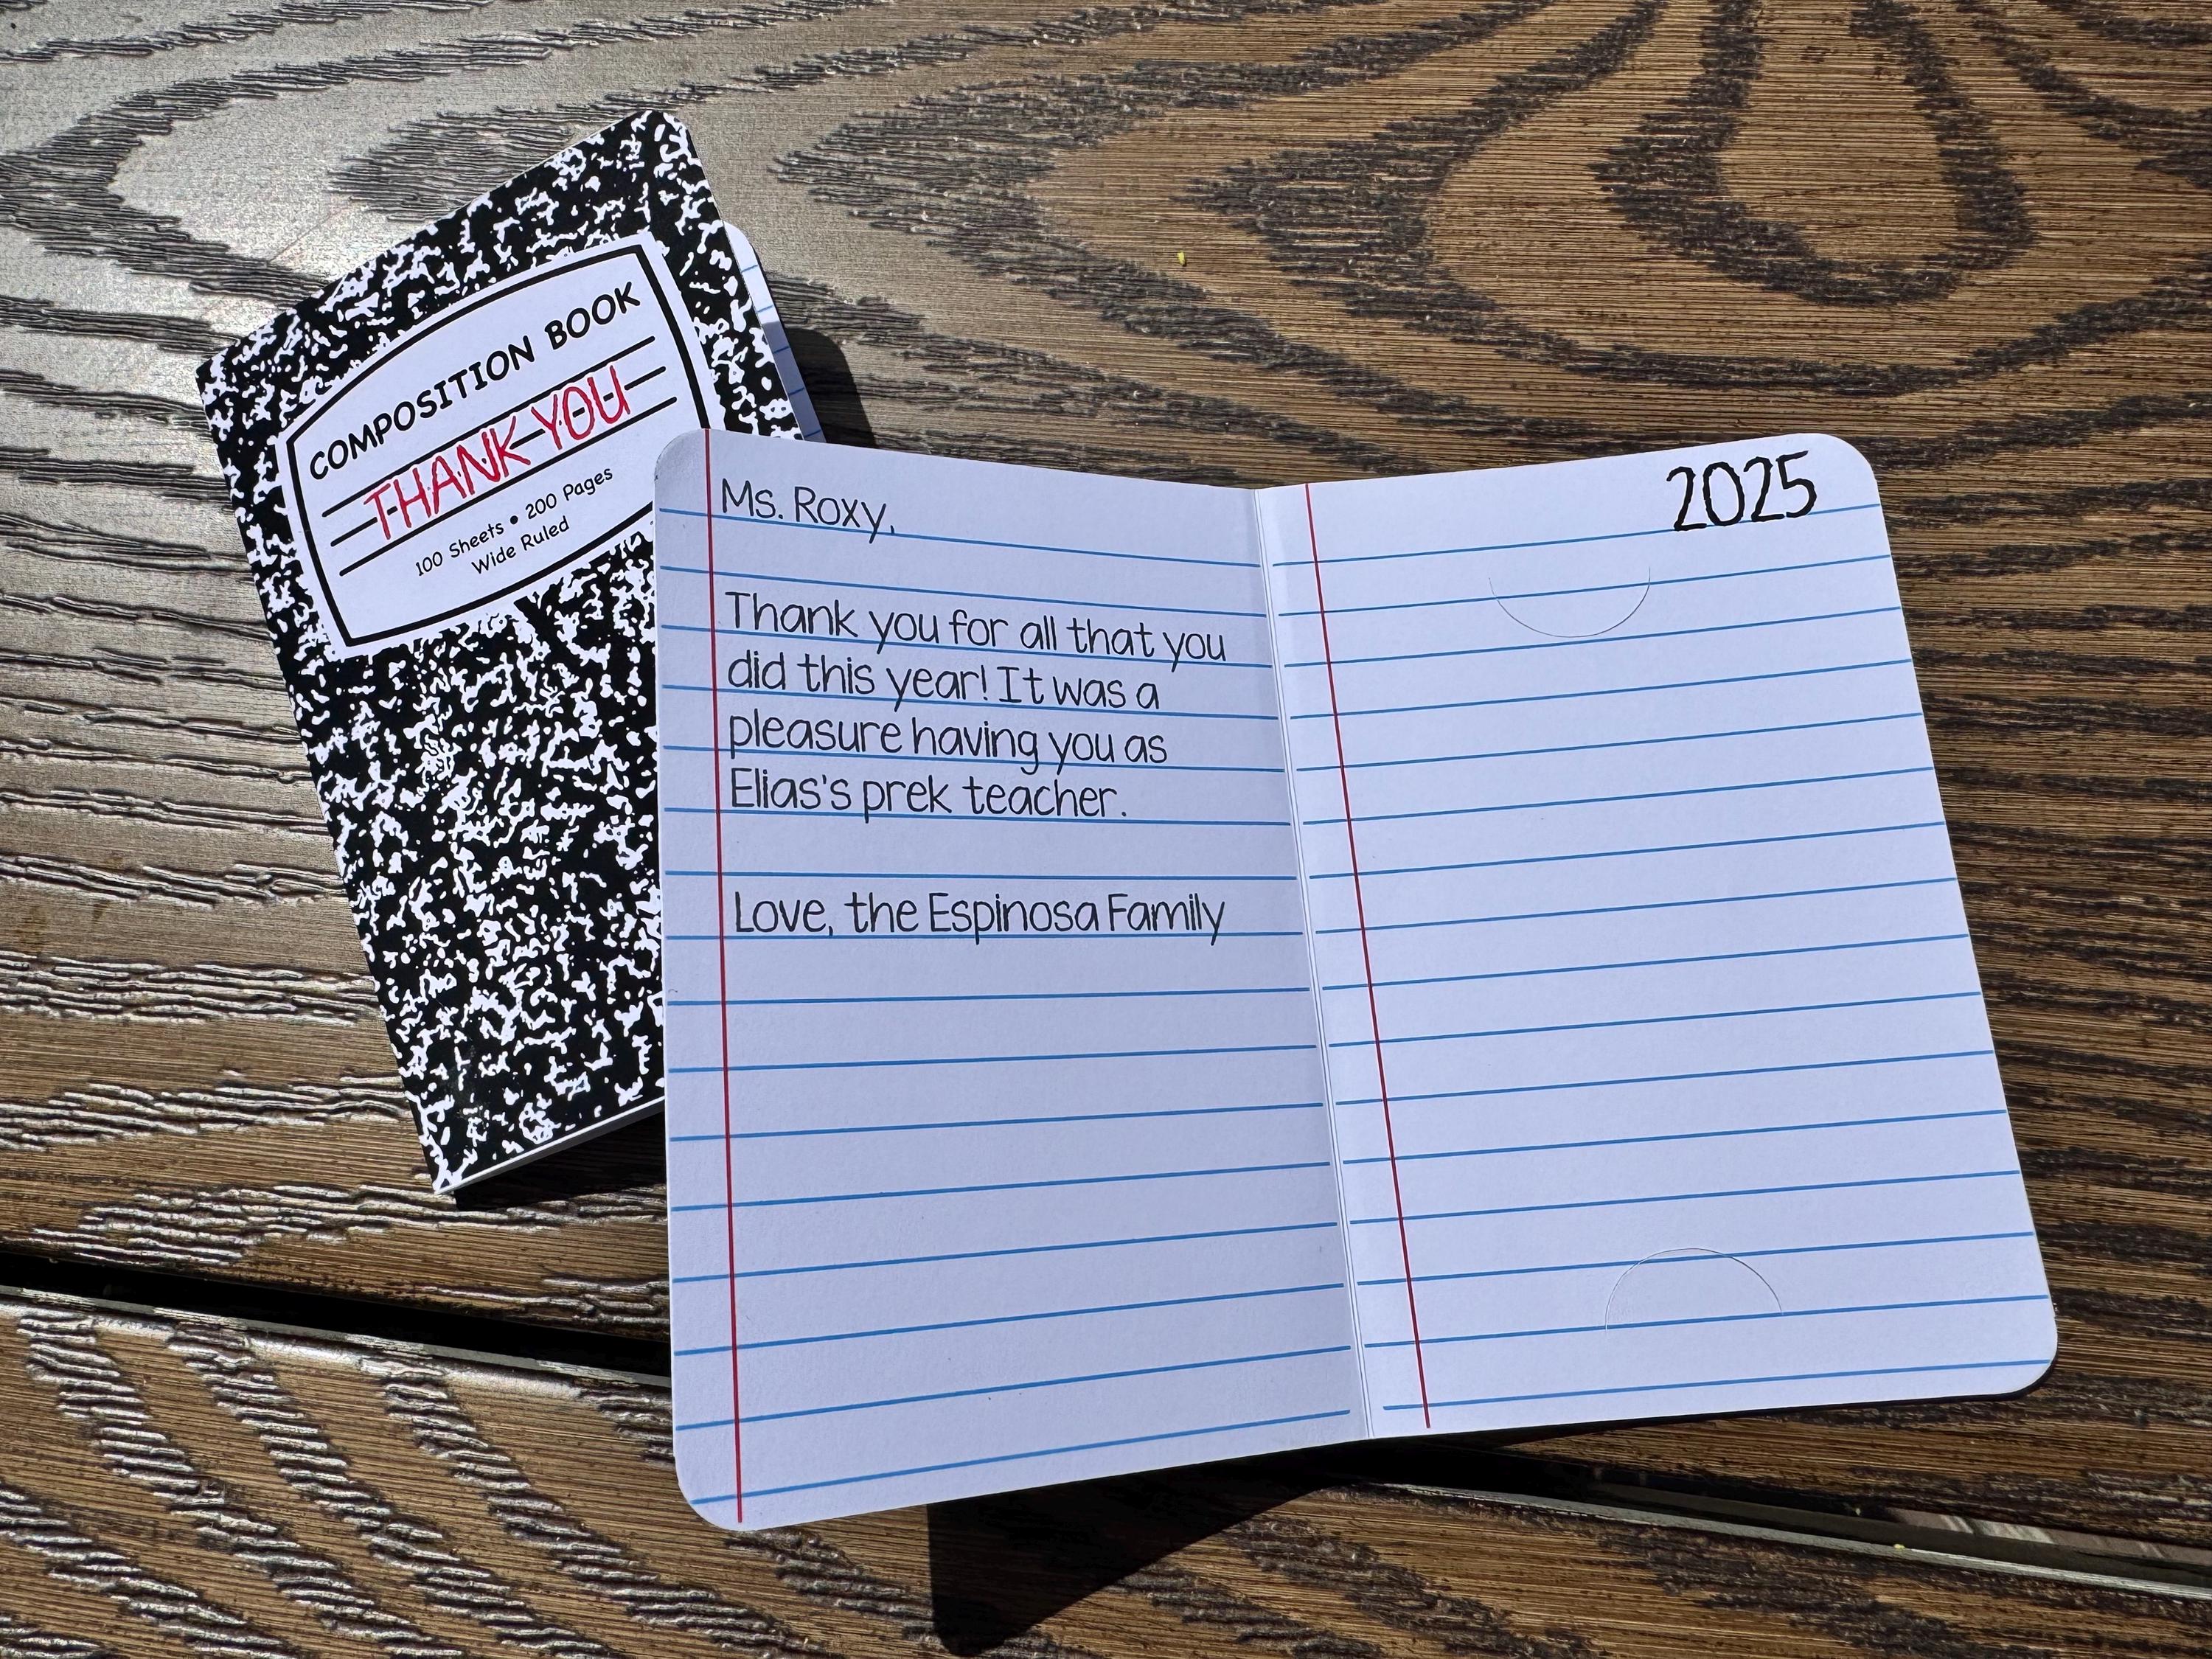 COMPOSITION BOOK
THANK YOU
100 Sheets • 200 Pages
Wide Ruled
Ms. Roxy,
Thank you for all that you
did this year! It was a
pleasure having you as
Elias's prek teacher.
Love, the Espinosa Family
2025